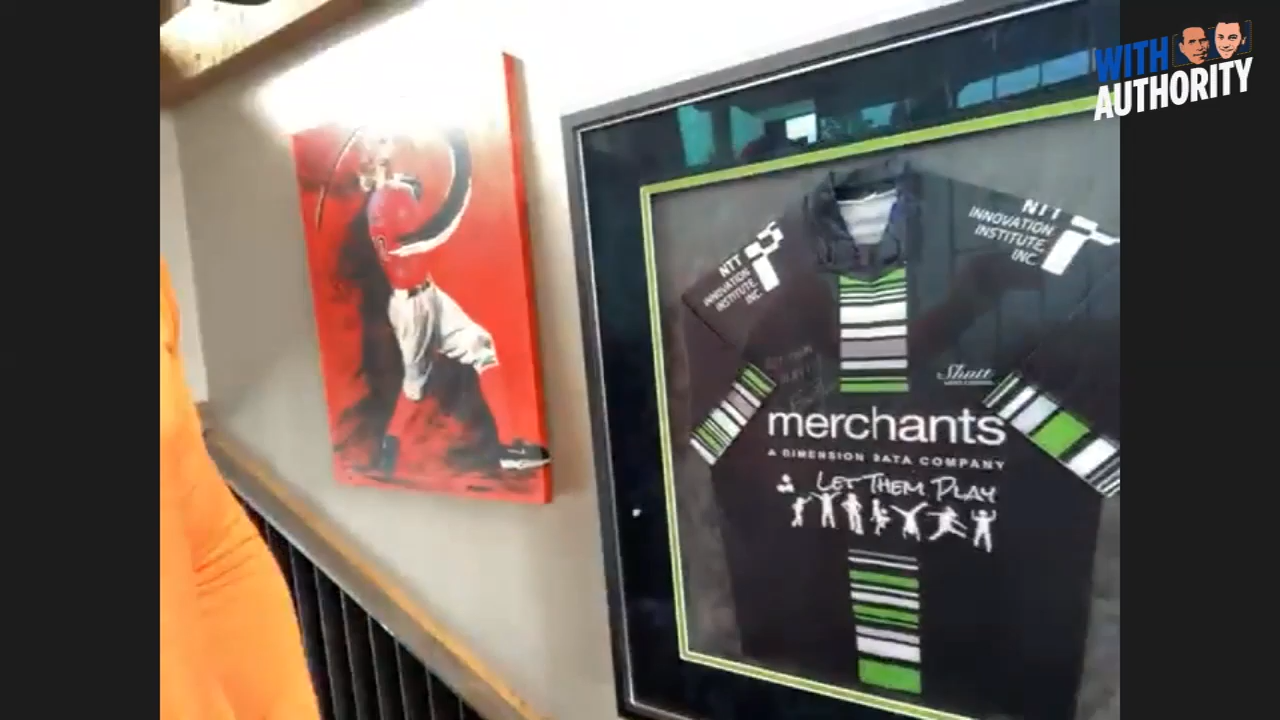 WITH
AUTHORITY
NTT
INNOVATION
INSTITUTE
INC.
NTT
INNOVATION
INSTITUTE
INC.
Shutt
merchants
A DIMENSION DATA COMPANY
LET THEM PLAY